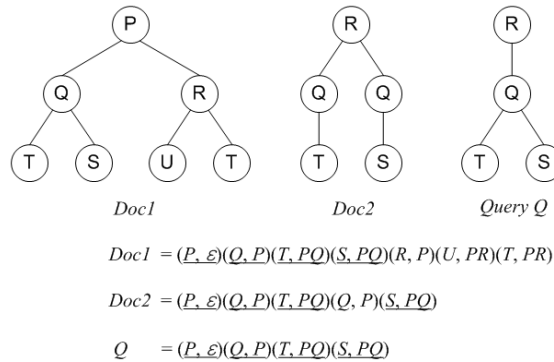 P
R
R
Q
R
Q
Q
Q
T
S
U
T
T
S
T
S
Doc1
Doc2
Query Q
Doc1 = (P, ε)(Q, P)(T, PQ)(S, PQ)(R, P)(U, PR)(T, PR)
Doc2 = (P, ε)(Q, P)(T, PQ)(Q, P)(S, PQ)
Q = (P, ε)(Q, P)(T, PQ)(S, PQ)